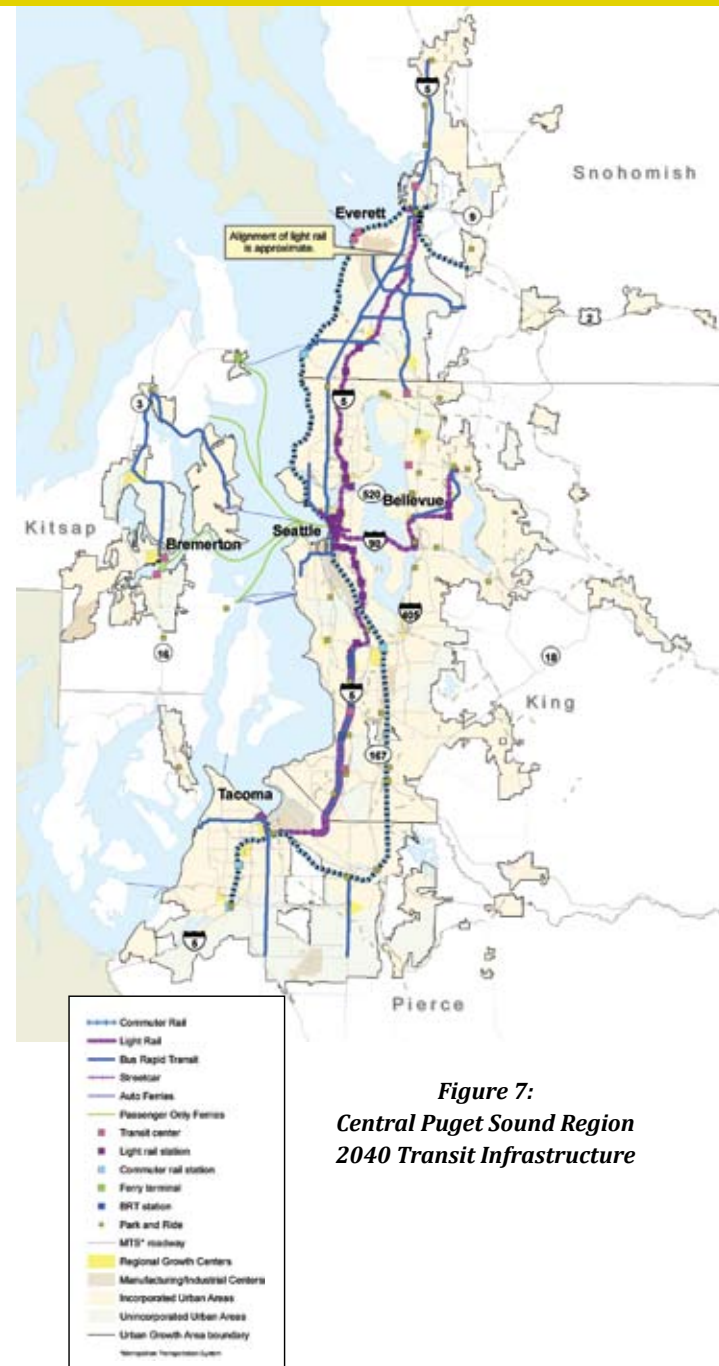 5
Snohomish
Everett
9
Alignment of light rail
is approximate.
2
3
5
520
Bellevue
Kitsap
Seattle
90
Bremerton
405
16
18
King
5
167
Tacoma
5
Pierce
Commuter Rail
Light Rail
Bus Rapid Transit
Streetcar
Auto Ferries
Passenger Only Ferries
Transit center
Light rail station
Commuter rail station
Ferry terminal
BRT station
Park and Ride
MTS* roadway
Regional Growth Centers
Manufacturing/Industrial Centers
Incorporated Urban Areas
Unincorporated Urban Areas
Urban Growth Area boundary
*Metropolitan Transportation System
Figure 7:
Central Puget Sound Region
2040 Transit Infrastructure